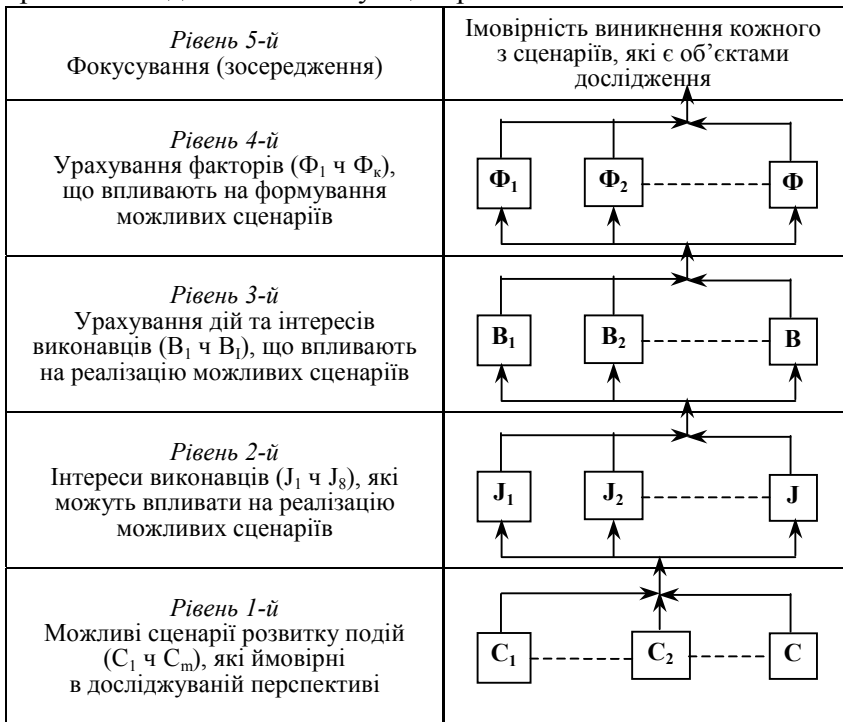 Рівень 5-й
Фокусування (зосередження)
Імовірність виникнення кожного
з сценаріїв, які є об’єктами
дослідження
Рівень 4-й
Урахування факторів (Ф₁ ч Фₖ),
що впливають на формування
можливих сценаріїв
Ф₁ Ф₂ Ф
Рівень 3-й
Урахування дій та інтересів
виконавців (В₁ ч В_І), що впливають
на реалізацію можливих сценаріїв
В₁ В₂ В
Рівень 2-й
Інтереси виконавців (J₁ ч J₈), які
можуть впливати на реалізацію
можливих сценаріїв
J₁ J₂ J
Рівень 1-й
Можливі сценарії розвитку подій
(С₁ ч Сₘ), які ймовірні
в досліджуваній перспективі
С₁ С₂ С